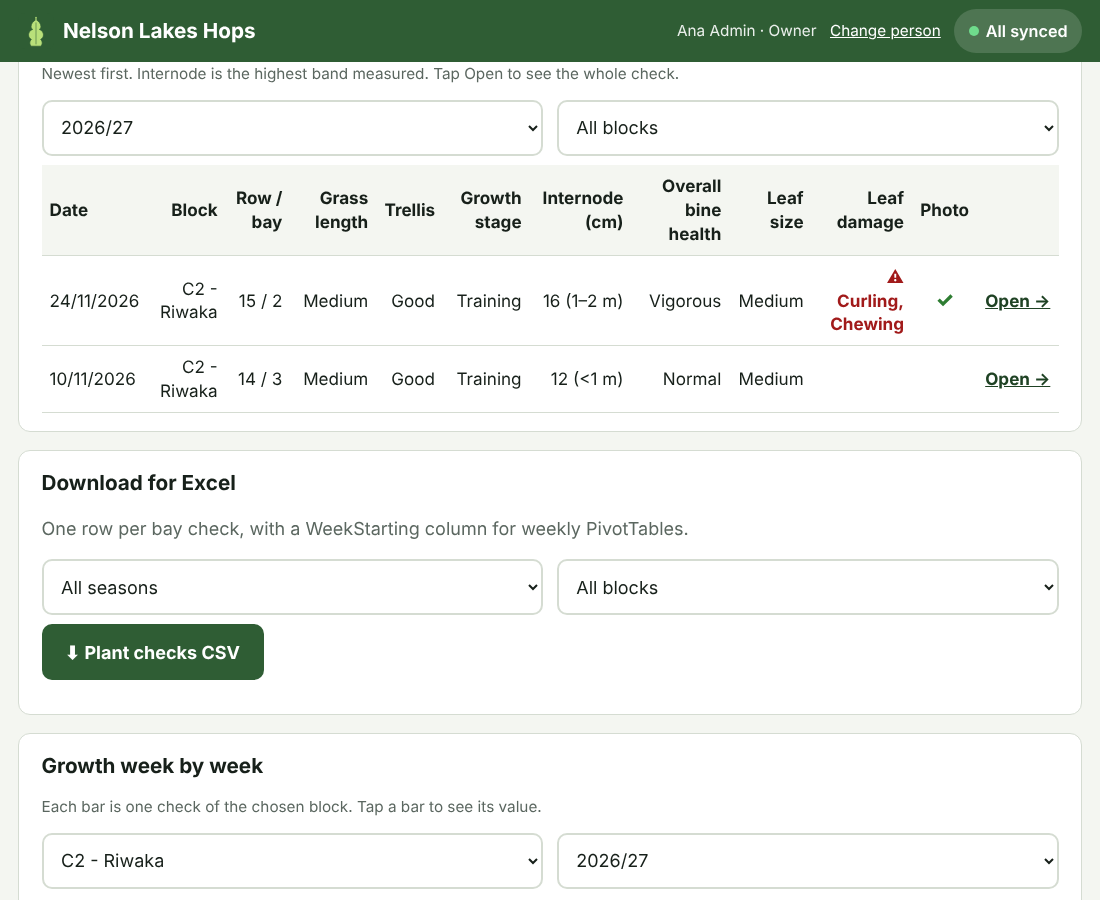 Nelson Lakes Hops
Ana Admin · Owner Change person All synced
Newest first. Internode is the highest band measured. Tap Open to see the whole check.
2026/27 All blocks
Date Block Row / bay Grass length Trellis Growth stage Internode (cm) Overall bine health Leaf size Leaf damage Photo
24/11/2026 C2 - Riwaka 15 / 2 Medium Good Training 16 (1–2 m) Vigorous Medium ⚠ Curling, Chewing ✓ Open →
10/11/2026 C2 - Riwaka 14 / 3 Medium Good Training 12 (<1 m) Normal Medium Open →
Download for Excel
One row per bay check, with a WeekStarting column for weekly PivotTables.
All seasons All blocks
⬇ Plant checks CSV
Growth week by week
Each bar is one check of the chosen block. Tap a bar to see its value.
C2 - Riwaka 2026/27